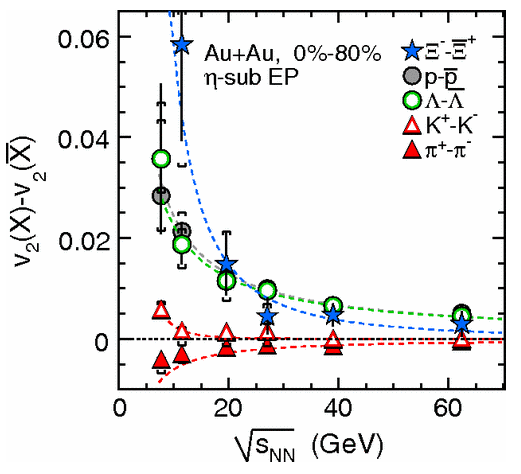 0.06
0.04
0.02
0
v₂(X)-v₂(X̅)
Au+Au, 0%-80%
η-sub EP
Ξ⁻-Ξ̅⁺
p-p̅
Λ-Λ̅
K⁺-K⁻
π⁺-π⁻
0 20 40 60
√sNN (GeV)